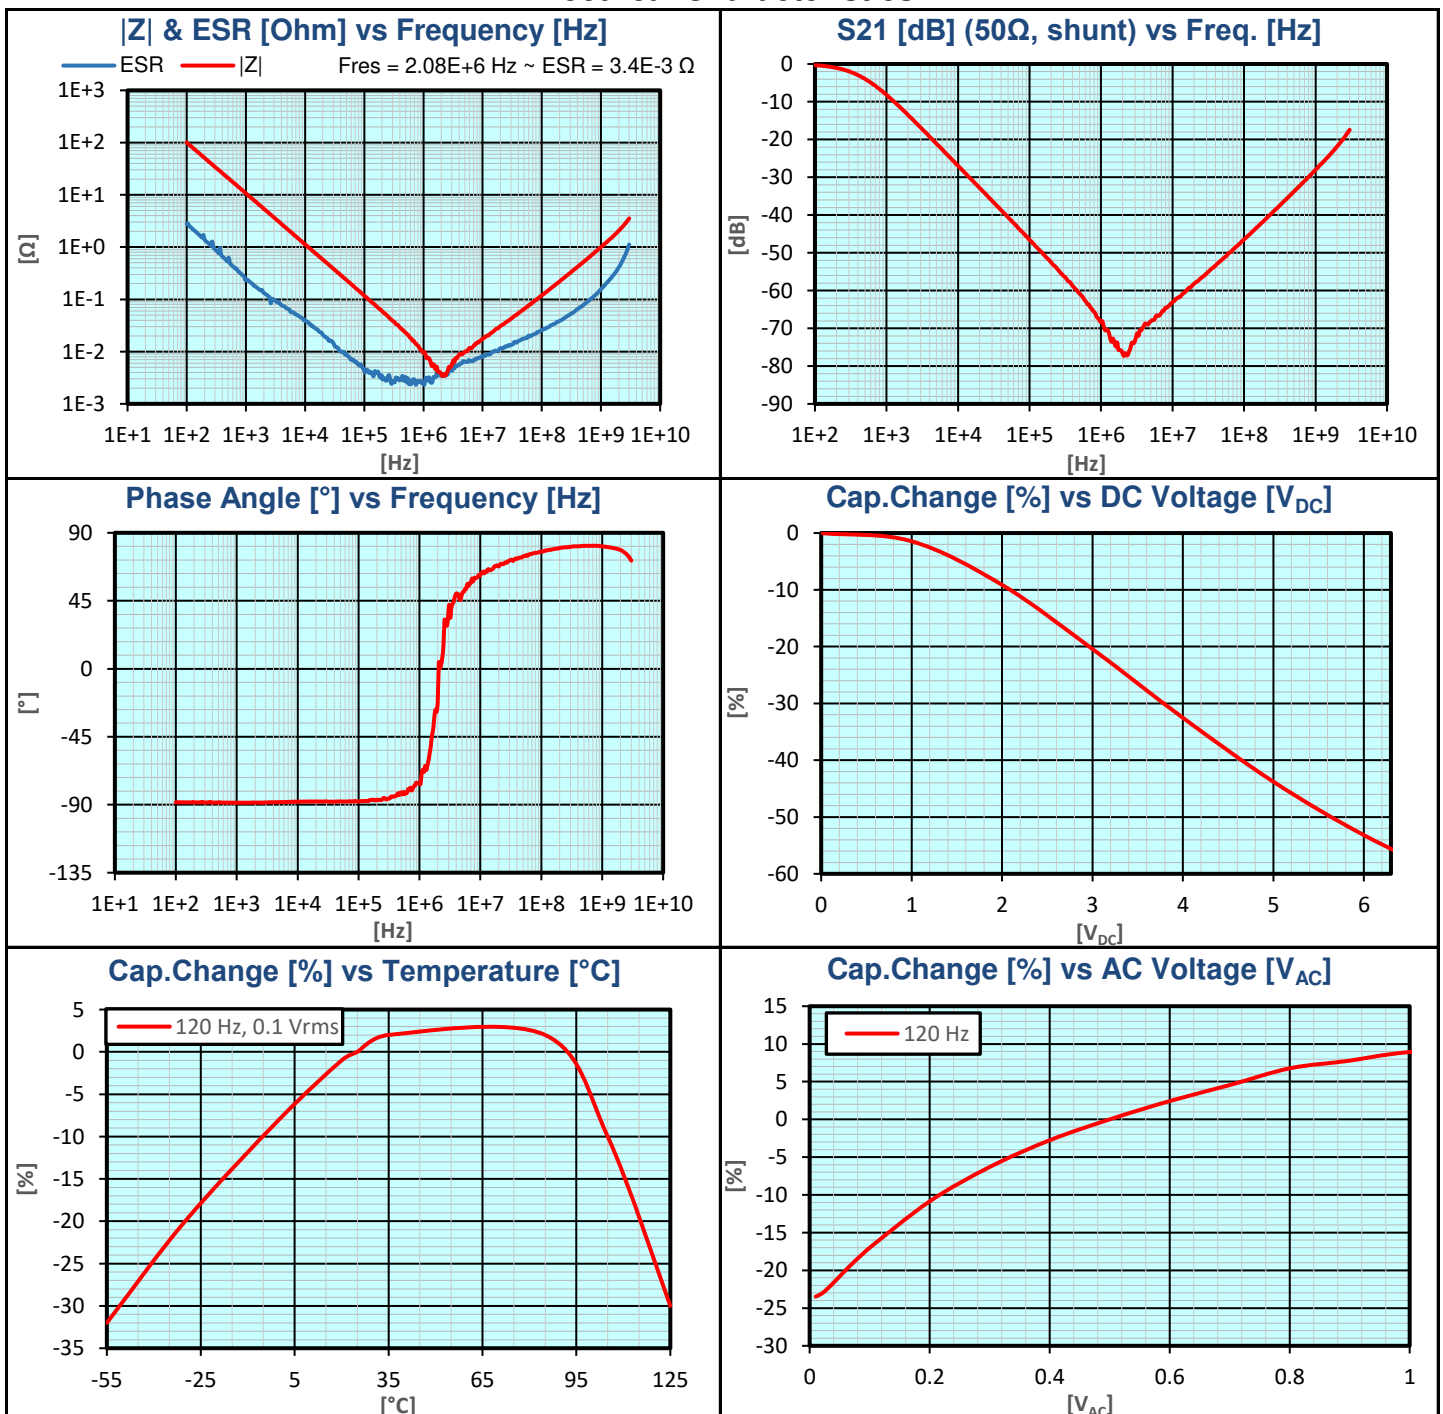 |Z| & ESR [Ohm] vs Frequency [Hz]
ESR |Z| Fres = 2.08E+6 Hz ~ ESR = 3.4E-3 Ω
1E+3
1E+2
1E+1
1E+0
1E-1
1E-2
1E-3
[Ω]
1E+1 1E+2 1E+3 1E+4 1E+5 1E+6 1E+7 1E+8 1E+9 1E+10
[Hz]
S21 [dB] (50Ω, shunt) vs Freq. [Hz]
0
-10
-20
-30
-40
-50
-60
-70
-80
-90
[dB]
1E+2 1E+3 1E+4 1E+5 1E+6 1E+7 1E+8 1E+9 1E+10
[Hz]
Phase Angle [°] vs Frequency [Hz]
90
45
0
-45
-90
-135
[°]
1E+1 1E+2 1E+3 1E+4 1E+5 1E+6 1E+7 1E+8 1E+9 1E+10
[Hz]
Cap.Change [%] vs DC Voltage [VDC]
0
-10
-20
-30
-40
-50
-60
[%]
0 1 2 3 4 5 6
[VDC]
Cap.Change [%] vs Temperature [°C]
120 Hz, 0.1 Vrms
5
0
-5
-10
-15
-20
-25
-30
-35
[%]
-55 -25 5 35 65 95 125
[°C]
Cap.Change [%] vs AC Voltage [VAC]
120 Hz
15
10
5
0
-5
-10
-15
-20
-25
-30
[%]
0 0.2 0.4 0.6 0.8 1
[VAC]